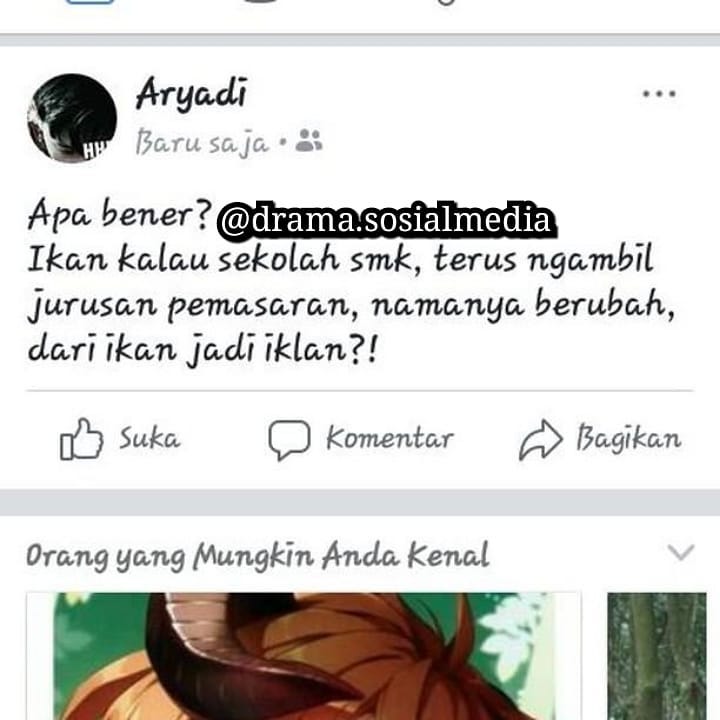 Aryadi
Baru saja
HH
Apa bener? @drama.sosialmedia
Ikan kalau sekolah smk, terus ngambil
jurusan pemasaran, namanya berubah,
dari ikan jadi iklan?!
Suka Komentar Bagikan
Orang yang Mungkin Anda Kenal